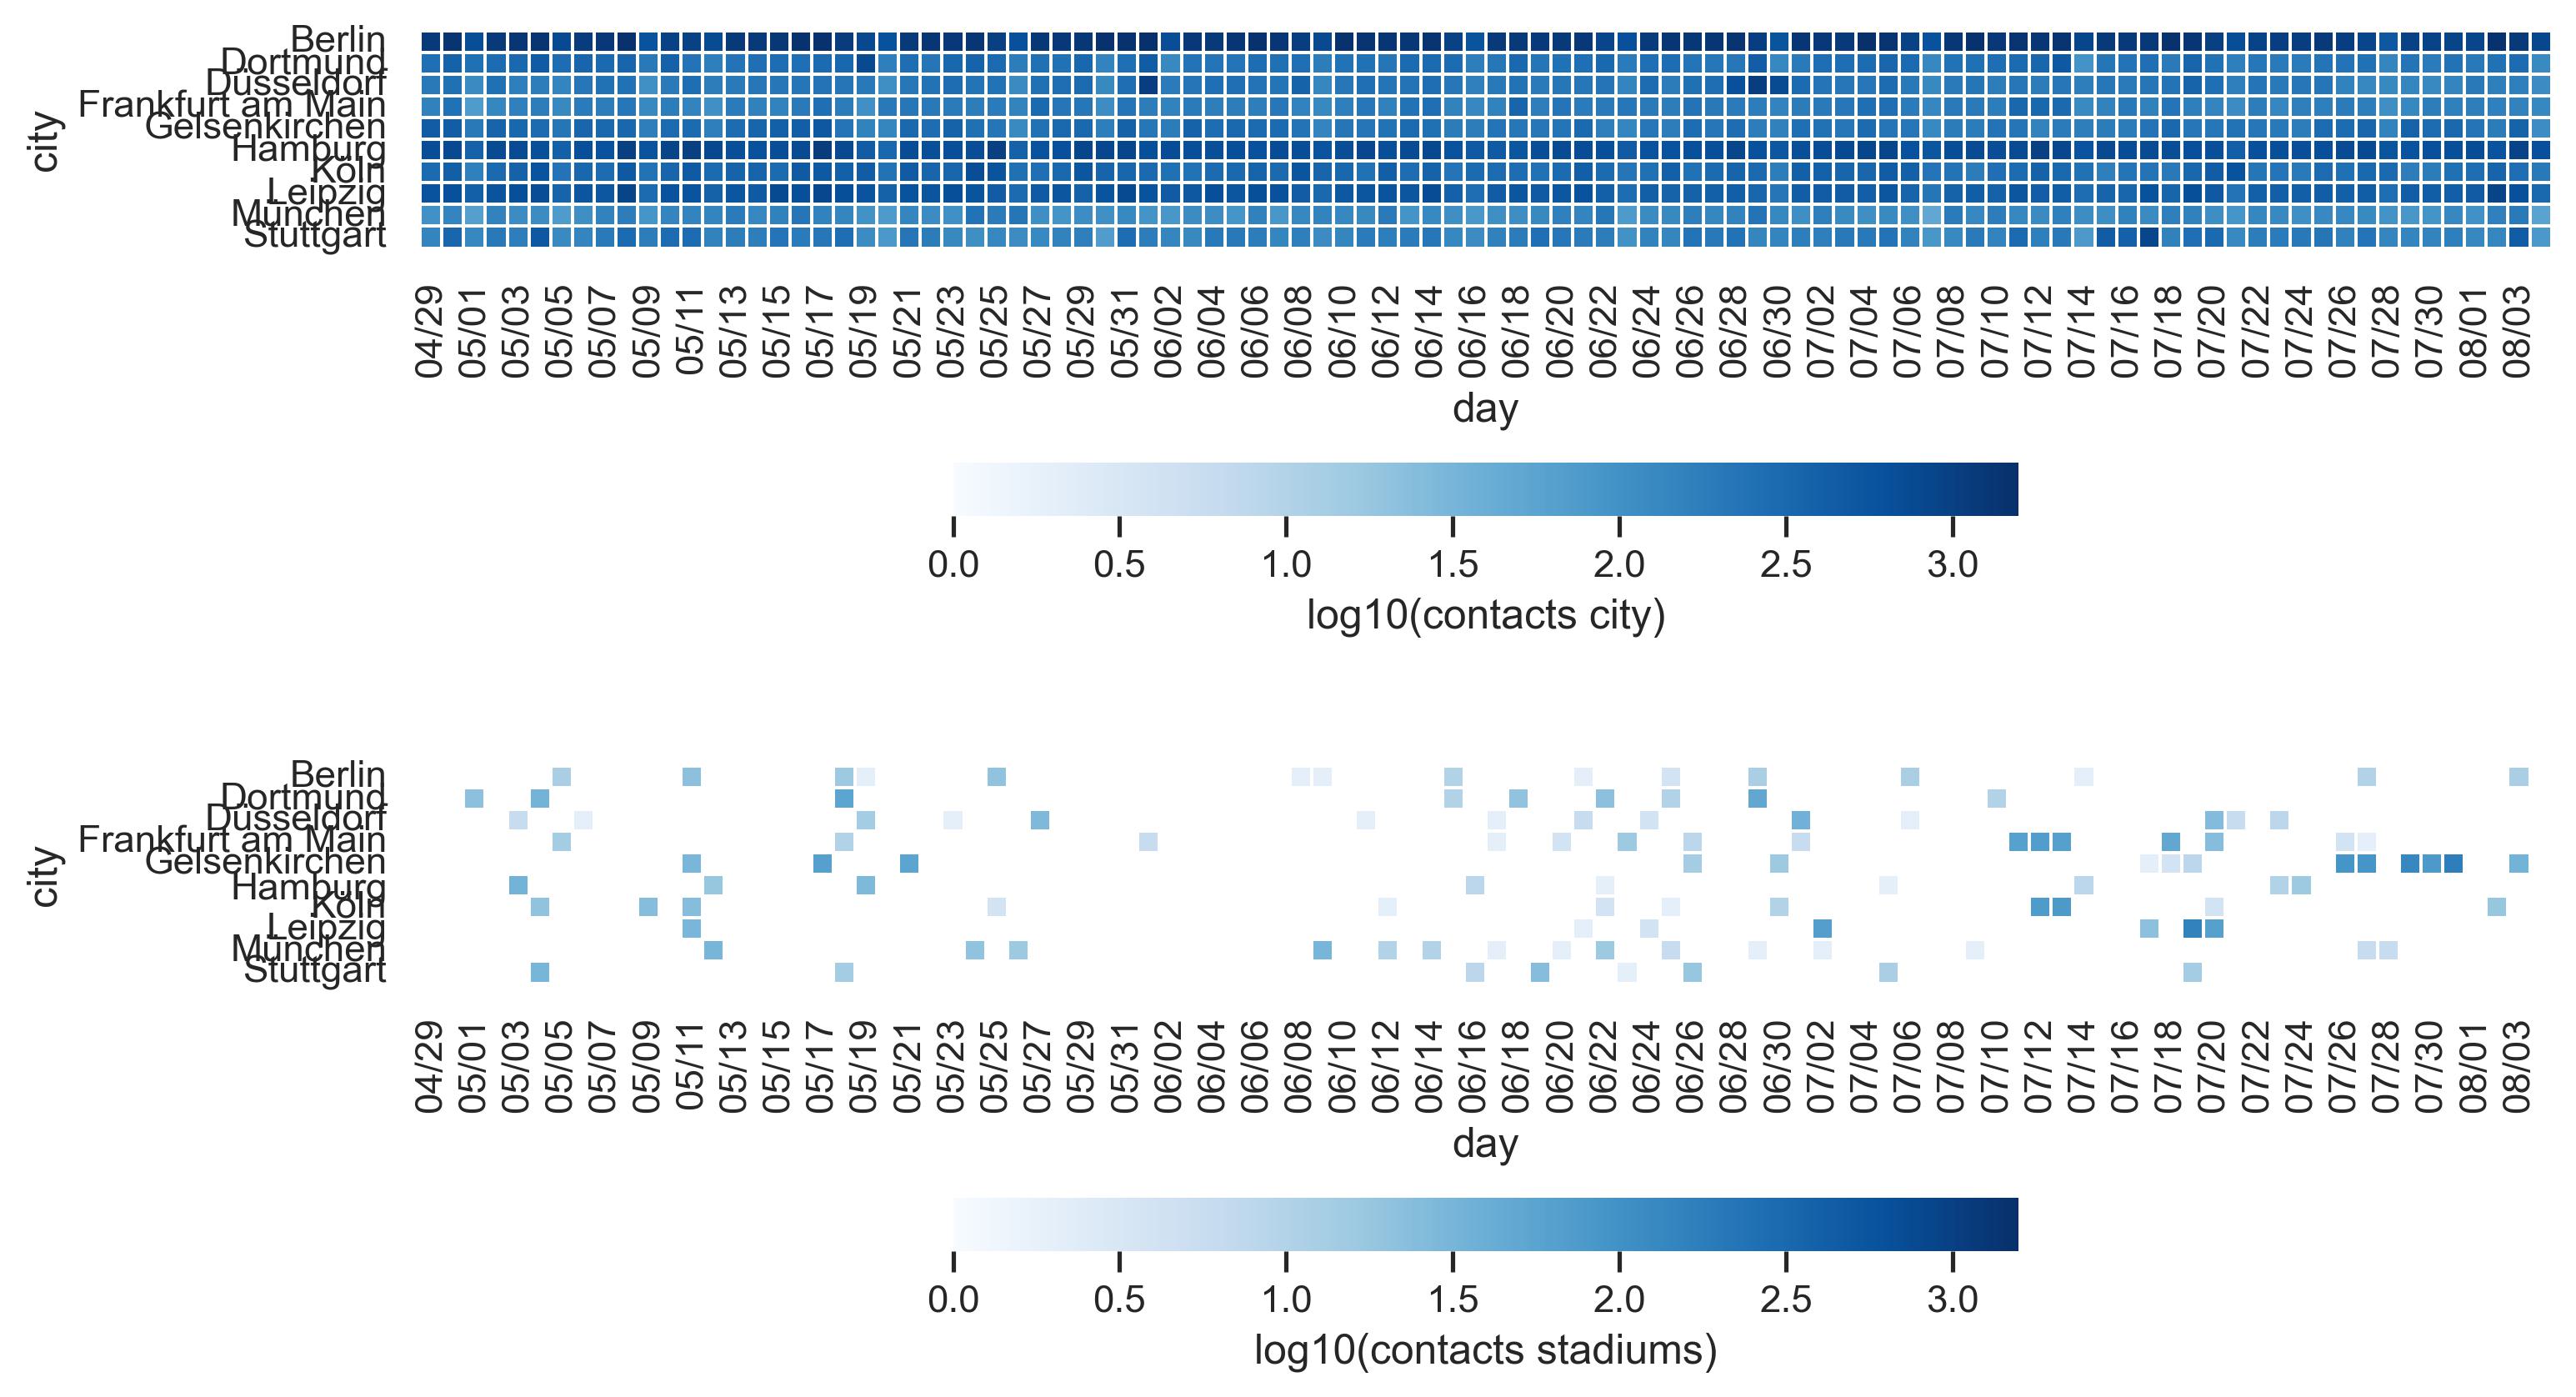 city
Berlin
Dortmund
Düsseldorf
Frankfurt am Main
Gelsenkirchen
Hamburg
Köln
Leipzig
München
Stuttgart
04/29 05/01 05/03 05/05 05/07 05/09 05/11 05/13 05/15 05/17 05/19 05/21 05/23 05/25 05/27 05/29 05/31 06/02 06/04 06/06 06/08 06/10 06/12 06/14 06/16 06/18 06/20 06/22 06/24 06/26 06/28 06/30 07/02 07/04 07/06 07/08 07/10 07/12 07/14 07/16 07/18 07/20 07/22 07/24 07/26 07/28 07/30 08/01 08/03
day
0.0 0.5 1.0 1.5 2.0 2.5 3.0
log10(contacts city)
city
Berlin
Dortmund
Düsseldorf
Frankfurt am Main
Gelsenkirchen
Hamburg
Köln
Leipzig
München
Stuttgart
04/29 05/01 05/03 05/05 05/07 05/09 05/11 05/13 05/15 05/17 05/19 05/21 05/23 05/25 05/27 05/29 05/31 06/02 06/04 06/06 06/08 06/10 06/12 06/14 06/16 06/18 06/20 06/22 06/24 06/26 06/28 06/30 07/02 07/04 07/06 07/08 07/10 07/12 07/14 07/16 07/18 07/20 07/22 07/24 07/26 07/28 07/30 08/01 08/03
day
0.0 0.5 1.0 1.5 2.0 2.5 3.0
log10(contacts stadiums)